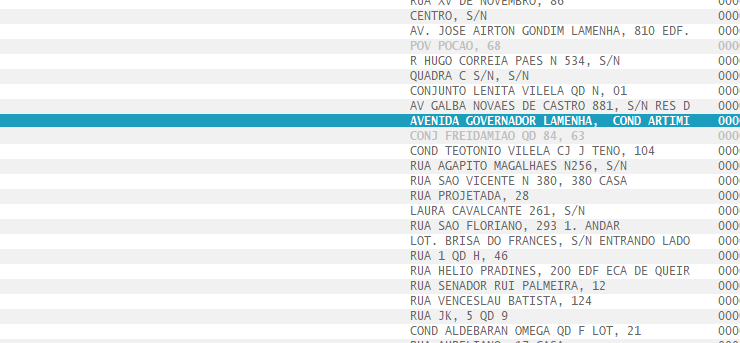 RUA XV DE NOVEMBRO, 86
CENTRO, S/N
AV. JOSE AIRTON GONDIM LAMENHA, 810 EDF. 000
POV POCAO, 68 000
R HUGO CORREIA PAES N 534, S/N 000
QUADRA C S/N, S/N 000
CONJUNTO LENITA VILELA QD N, 01 000
AV GALBA NOVAES DE CASTRO 881, S/N RES D 000
AVENIDA GOVERNADOR LAMENHA,  COND ARTIMI 000
CONJ FREIDAMIAO QD 84, 63 000
COND TEOTONIO VILELA CJ J TENO, 104 000
RUA AGAPITO MAGALHAES N256, S/N 000
RUA SAO VICENTE N 380, 380 CASA 000
RUA PROJETADA, 28 000
LAURA CAVALCANTE 261, S/N 000
RUA SAO FLORIANO, 293 1. ANDAR 000
LOT. BRISA DO FRANCES, S/N ENTRANDO LADO 000
RUA 1 QD H, 46 000
RUA HELIO PRADINES, 200 EDF ECA DE QUEIR 000
RUA SENADOR RUI PALMEIRA, 12 000
RUA VENCESLAU BATISTA, 124 000
RUA JK, 5 QD 9 000
COND ALDEBARAN OMEGA QD F LOT, 21 000